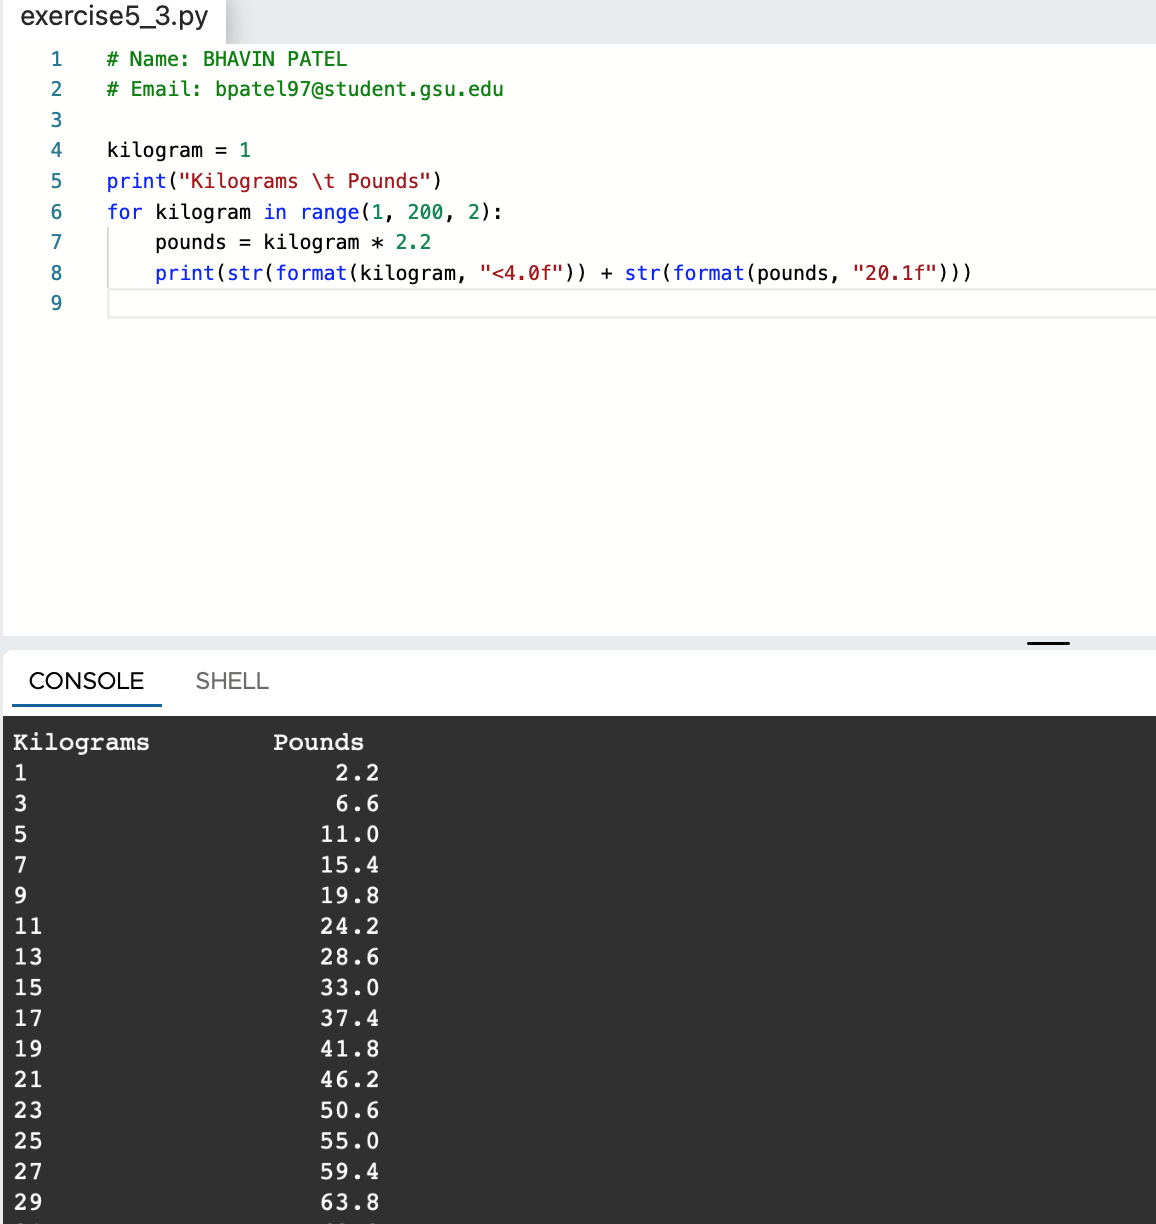 exercise5_3.py
1 # Name: BHAVIN PATEL
2 # Email: bpatel97@student.gsu.edu
3
4 kilogram = 1
5 print("Kilograms \t Pounds")
6 for kilogram in range(1, 200, 2):
7     pounds = kilogram * 2.2
8     print(str(format(kilogram, "<4.0f")) + str(format(pounds, "20.1f")))
9
CONSOLE SHELL
Kilograms        Pounds
1                    2.2
3                    6.6
5                   11.0
7                   15.4
9                   19.8
11                  24.2
13                  28.6
15                  33.0
17                  37.4
19                  41.8
21                  46.2
23                  50.6
25                  55.0
27                  59.4
29                  63.8